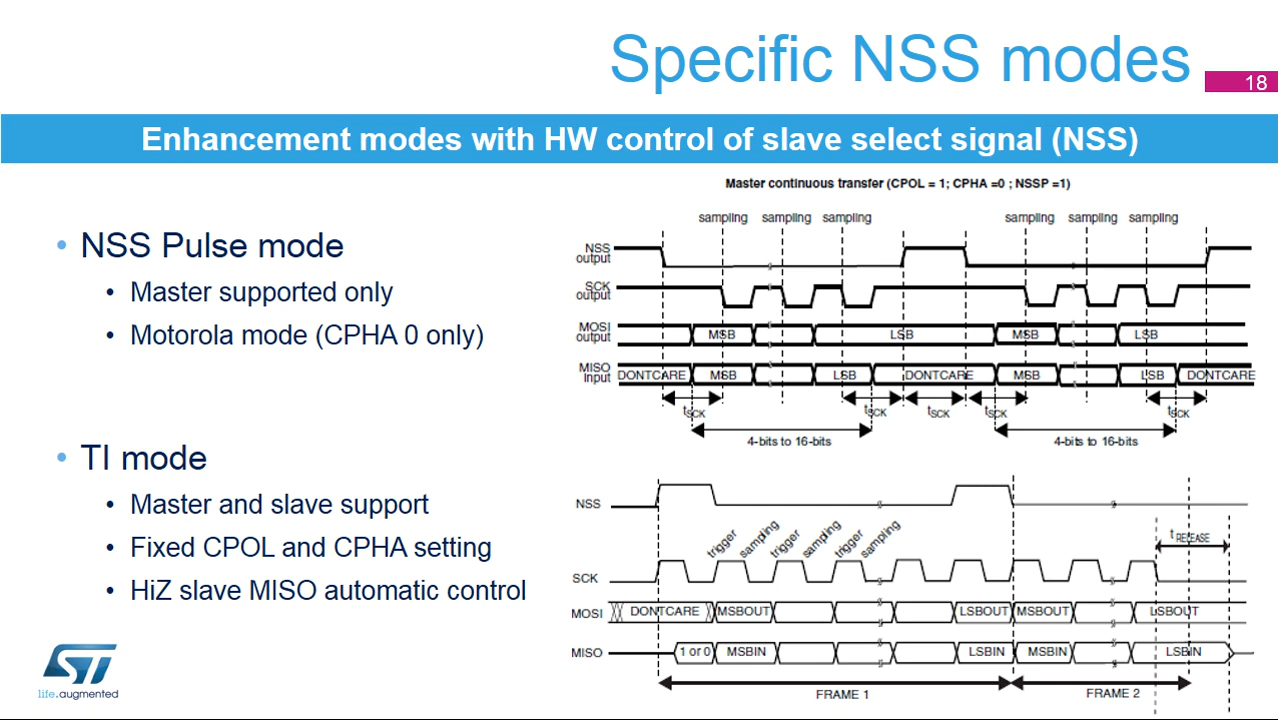 Specific NSS modes
18
Enhancement modes with HW control of slave select signal (NSS)
• NSS Pulse mode
• Master supported only
• Motorola mode (CPHA 0 only)
• TI mode
• Master and slave support
• Fixed CPOL and CPHA setting
• HiZ slave MISO automatic control
ST
life.augmented
Master continuous transfer (CPOL = 1; CPHA =0 ; NSSP =1)
sampling sampling sampling sampling sampling sampling
NSS
output
SCK
output
MOSI
output
MSB LSB MSB LSB
MISO
Input
DONTCARE MSB LSB DONTCARE MSB LSB DONTCARE
tSCK tSCK tSCK tSCK tSCK
4-bits to 16-bits 4-bits to 16-bits
NSS
trigger sampling trigger sampling trigger sampling
tRELEASE
SCK
MOSI DONTCARE MSBOUT LSBOUT MSBOUT LSBOUT
MISO 1 or 0 MSBIN LSBIN MSBIN LSBIN
FRAME 1 FRAME 2